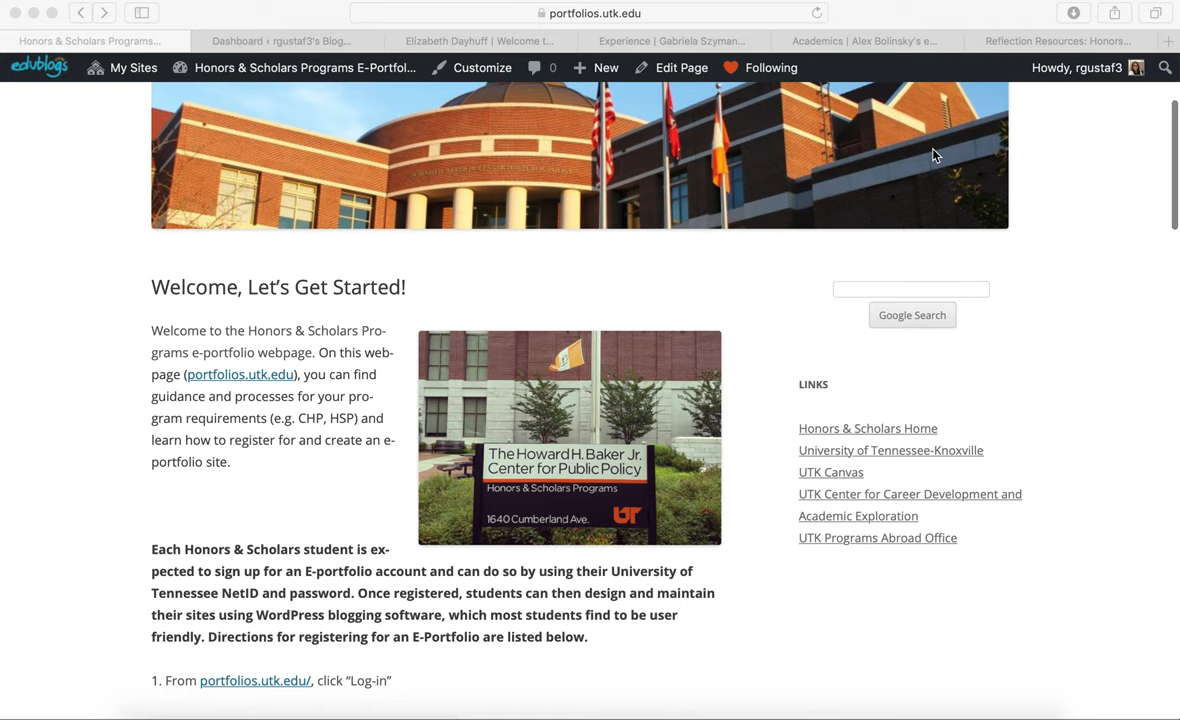 portfolios.utk.edu
Honors & Scholars Programs...
Dashboard ‹ rgustaf3's Blog...
Elizabeth Dayhuff | Welcome t...
Experience | Gabriela Szyman...
Academics | Alex Bolinsky's e...
Reflection Resources: Honors...
edublogs
My Sites
Honors & Scholars Programs E-Portfol...
Customize
0
New
Edit Page
Following
Howdy, rgustaf3
Welcome, Let's Get Started!
Welcome to the Honors & Scholars Pro-
grams e-portfolio webpage. On this web-
page (portfolios.utk.edu), you can find
guidance and processes for your pro-
gram requirements (e.g. CHP, HSP) and
learn how to register for and create an e-
portfolio site.
The Howard H. Baker Jr.
Center for Public Policy
Honors & Scholars Programs
1640 Cumberland Ave.
UT
Each Honors & Scholars student is ex-
pected to sign up for an E-portfolio account and can do so by using their University of
Tennessee NetID and password. Once registered, students can then design and maintain
their sites using WordPress blogging software, which most students find to be user
friendly. Directions for registering for an E-Portfolio are listed below.
1. From portfolios.utk.edu/, click “Log-in”
Google Search
LINKS
Honors & Scholars Home
University of Tennessee-Knoxville
UTK Canvas
UTK Center for Career Development and
Academic Exploration
UTK Programs Abroad Office